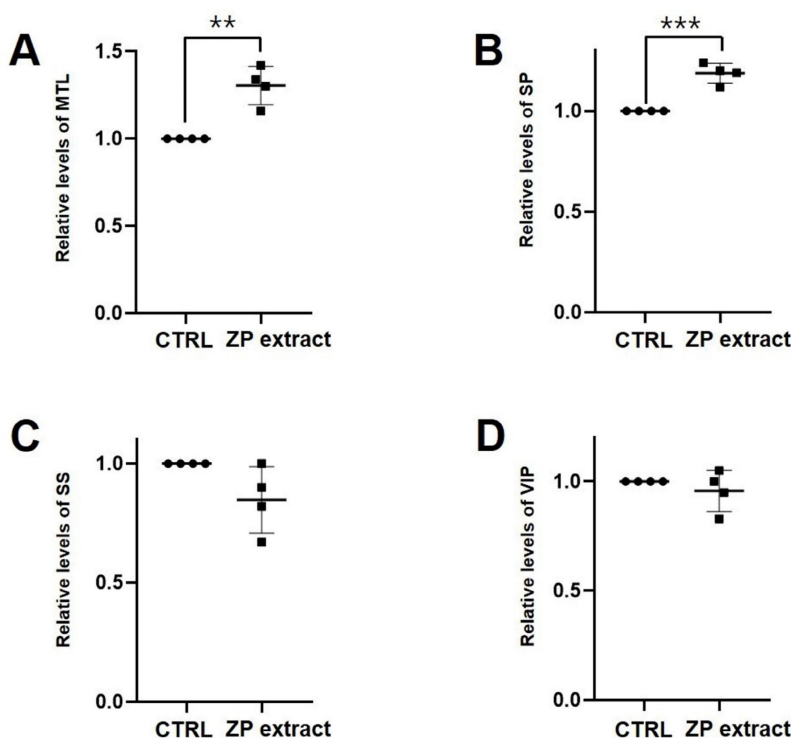 A
**
Relative levels of MTL
1.5
1.0
0.5
0.0
CTRL ZP extract
B
***
Relative levels of SP
1.0
0.5
0.0
CTRL ZP extract
C
Relative levels of SS
1.0
0.5
0.0
CTRL ZP extract
D
Relative levels of VIP
1.0
0.5
0.0
CTRL ZP extract